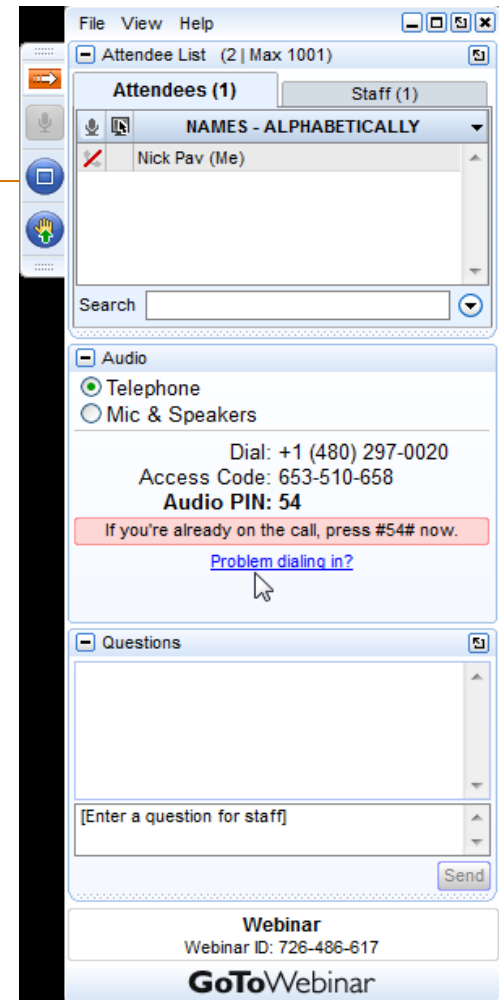 File View Help
Attendee List (2 | Max 1001)
Attendees (1) Staff (1)
NAMES - ALPHABETICALLY
Nick Pav (Me)
Search
Audio
Telephone
Mic & Speakers
Dial: +1 (480) 297-0020
Access Code: 653-510-658
Audio PIN: 54
If you're already on the call, press #54# now.
Problem dialing in?
Questions
[Enter a question for staff]
Send
Webinar
Webinar ID: 726-486-617
GoToWebinar